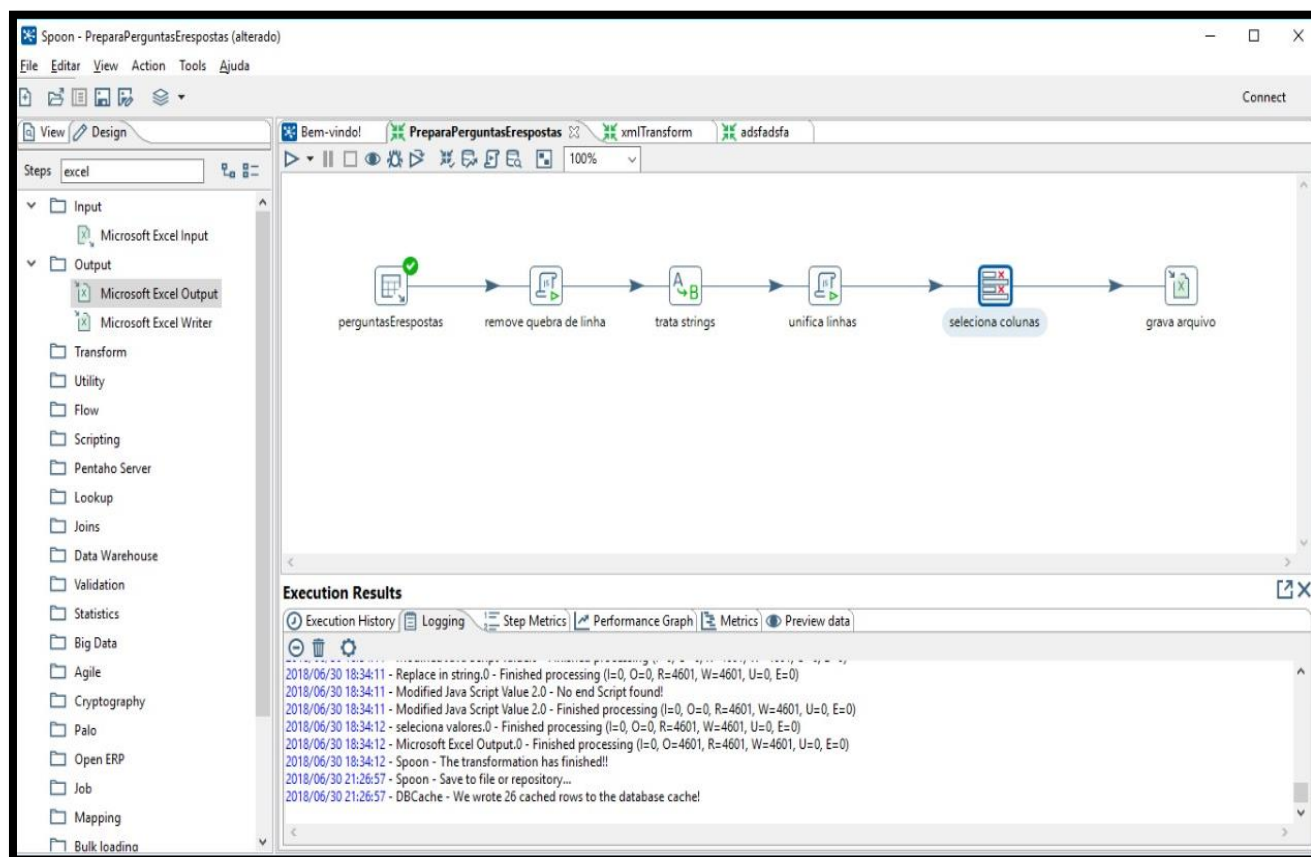 Spoon - PreparaPerguntasErespostas (alterado)
File Editar View Action Tools Ajuda
Connect
View Design
Steps excel
Input
Microsoft Excel Input
Output
Microsoft Excel Output
Microsoft Excel Writer
Transform
Utility
Flow
Scripting
Pentaho Server
Lookup
Joins
Data Warehouse
Validation
Statistics
Big Data
Agile
Cryptography
Palo
Open ERP
Job
Mapping
Bulk loading
Bem-vindo! PreparaPerguntasErespostas xmlTransform adsfadsfa
100%
perguntasErespostas remove quebra de linha trata strings unifica linhas seleciona colunas grava arquivo
Execution Results
Execution History Logging Step Metrics Performance Graph Metrics Preview data
2018/06/30 18:34:11 - Replace in string.0 - Finished processing (I=0, O=0, R=4601, W=4601, U=0, E=0)
2018/06/30 18:34:11 - Modified Java Script Value 2.0 - No end Script found!
2018/06/30 18:34:11 - Modified Java Script Value 2.0 - Finished processing (I=0, O=0, R=4601, W=4601, U=0, E=0)
2018/06/30 18:34:12 - seleciona valores.0 - Finished processing (I=0, O=0, R=4601, W=4601, U=0, E=0)
2018/06/30 18:34:12 - Microsoft Excel Output.0 - Finished processing (I=0, O=4601, R=4601, W=4601, U=0, E=0)
2018/06/30 18:34:12 - Spoon - The transformation has finished!!
2018/06/30 21:26:57 - Spoon - Save to file or repository...
2018/06/30 21:26:57 - DBCache - We wrote 26 cached rows to the database cache!